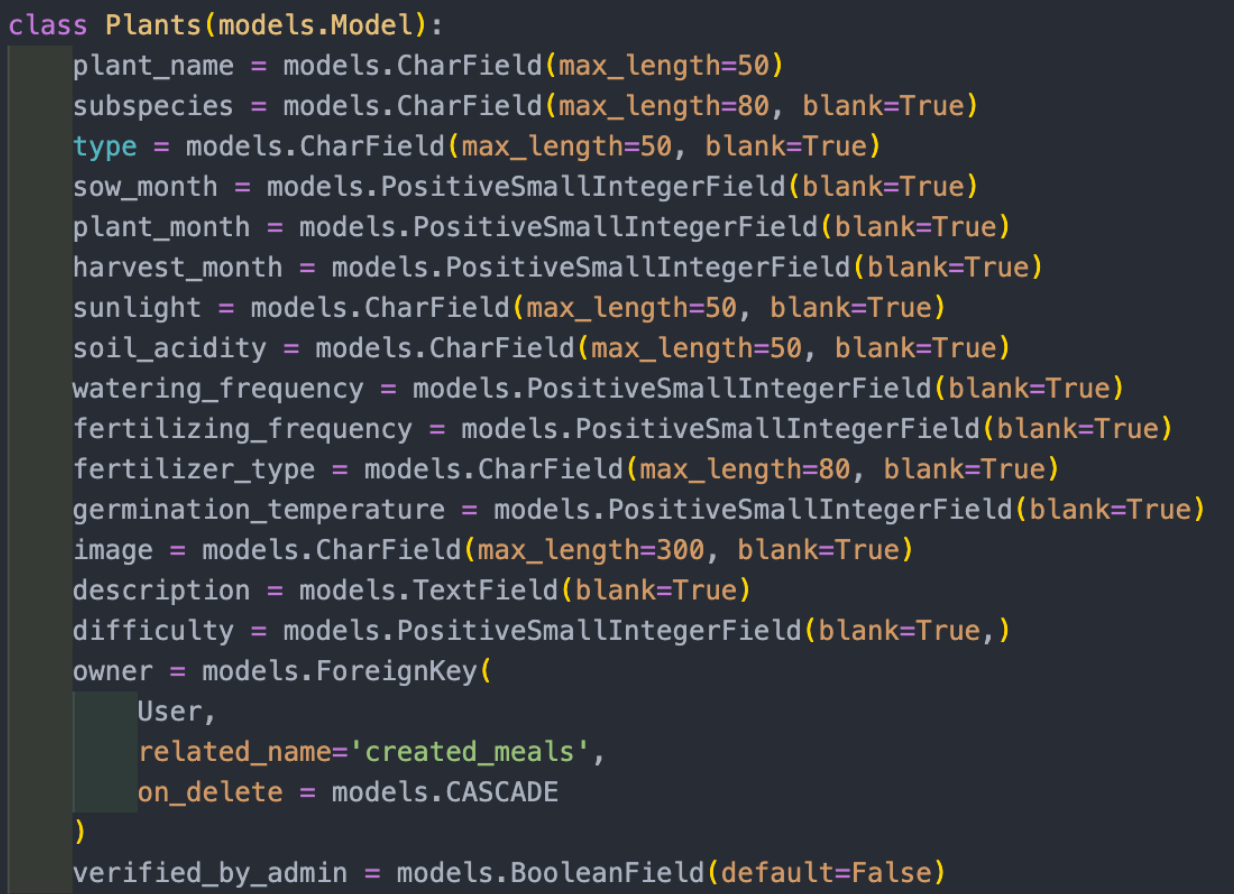 class Plants(models.Model):
    plant_name = models.CharField(max_length=50)
    subspecies = models.CharField(max_length=80, blank=True)
    type = models.CharField(max_length=50, blank=True)
    sow_month = models.PositiveSmallIntegerField(blank=True)
    plant_month = models.PositiveSmallIntegerField(blank=True)
    harvest_month = models.PositiveSmallIntegerField(blank=True)
    sunlight = models.CharField(max_length=50, blank=True)
    soil_acidity = models.CharField(max_length=50, blank=True)
    watering_frequency = models.PositiveSmallIntegerField(blank=True)
    fertilizing_frequency = models.PositiveSmallIntegerField(blank=True)
    fertilizer_type = models.CharField(max_length=80, blank=True)
    germination_temperature = models.PositiveSmallIntegerField(blank=True)
    image = models.CharField(max_length=300, blank=True)
    description = models.TextField(blank=True)
    difficulty = models.PositiveSmallIntegerField(blank=True,)
    owner = models.ForeignKey(
        User,
        related_name='created_meals',
        on_delete = models.CASCADE
    )
    verified_by_admin = models.BooleanField(default=False)